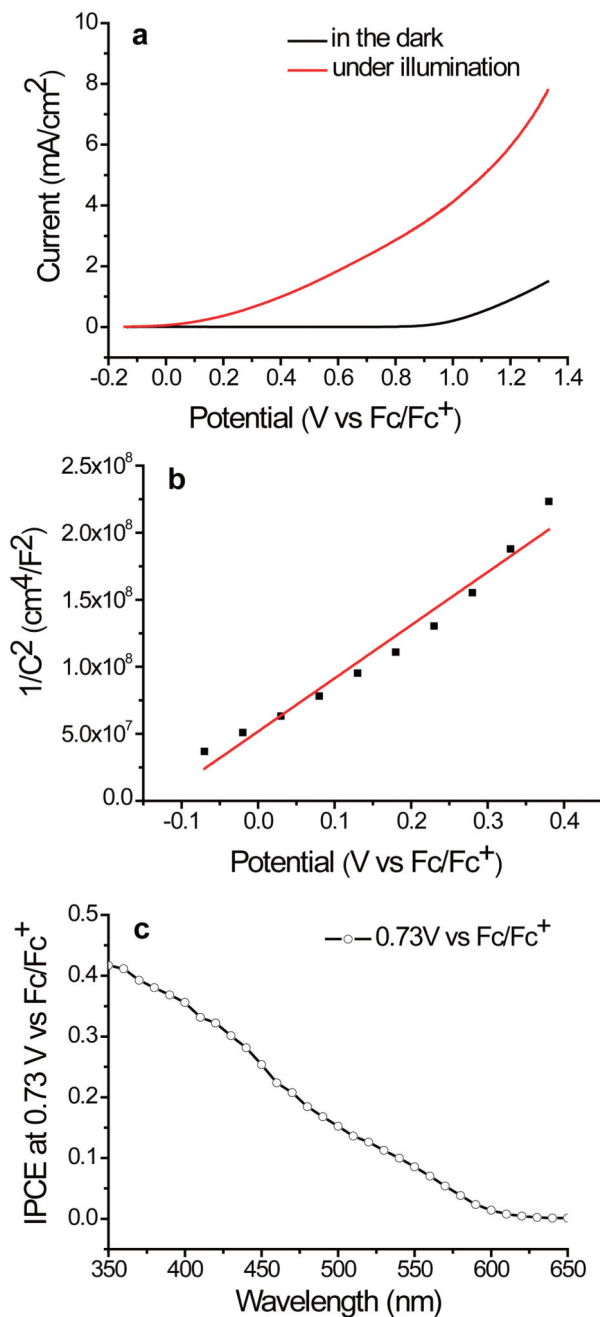 a
in the dark
under illumination
10
8
6
4
2
0
Current (mA/cm²)
-0.2 0.0 0.2 0.4 0.6 0.8 1.0 1.2 1.4
Potential (V vs Fc/Fc⁺)
b
2.5x10⁸
2.0x10⁸
1.5x10⁸
1.0x10⁸
5.0x10⁷
0.0
1/C² (cm⁴/F²)
-0.1 0.0 0.1 0.2 0.3 0.4
Potential (V vs Fc/Fc⁺)
c
0.73V vs Fc/Fc⁺
0.5
0.4
0.3
0.2
0.1
0.0
IPCE at 0.73 V vs Fc/Fc⁺
350 400 450 500 550 600 650
Wavelength (nm)